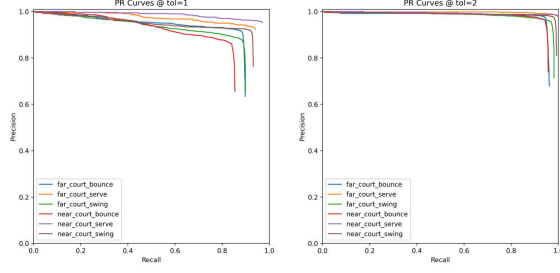 PR Curves @ tol=1
1.0
0.8
0.6
0.4
0.2
0.0
Precision
far_court_bounce
far_court_serve
far_court_swing
near_court_bounce
near_court_serve
near_court_swing
0.0 0.2 0.4 0.6 0.8 1.0
Recall
PR Curves @ tol=2
1.0
0.8
0.6
0.4
0.2
0.0
Precision
far_court_bounce
far_court_serve
far_court_swing
near_court_bounce
near_court_serve
near_court_swing
0.0 0.2 0.4 0.6 0.8 1.0
Recall